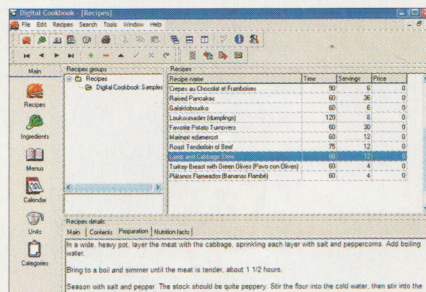 Digital Cookbook - [Recipes]
File Edit Recipes Search Tools Window Help
Main
Recipes
Ingredients
Menus
Calendar
Units
Categories
Recipes groups
Recipes
Digital Cookbook Samples
Recipes
Recipe name Time Servings Price
Crepes au Chocolat et Framboises 90 6 0
Raised Pancakes 60 36 0
Galaktoboureko 60 6 0
Loukoumades (dumplings) 120 6 0
Favorite Potato Turnovers 60 30 0
Marinert edamerost 60 12 0
Roast Tenderloin of Beef 75 12 0
Lamb and Cabbage Stew 60 12 0
Turkey Breast with Green Olives (Pavo con Olives) 60 4 0
Plátanos Flameados (Bananas Flambé) 60 4 0
Recipes details
Main Contents Preparation Nutrition facts
In a wide, heavy pot, layer the meat with the cabbage, sprinkling each layer with salt and peppercorns. Add boiling
water.
Bring to a boil and simmer until the meat is tender, about 1 1/2 hours.
Season with salt and pepper. The stock should be quite peppery. Stir the flour into the cold water, then stir into the